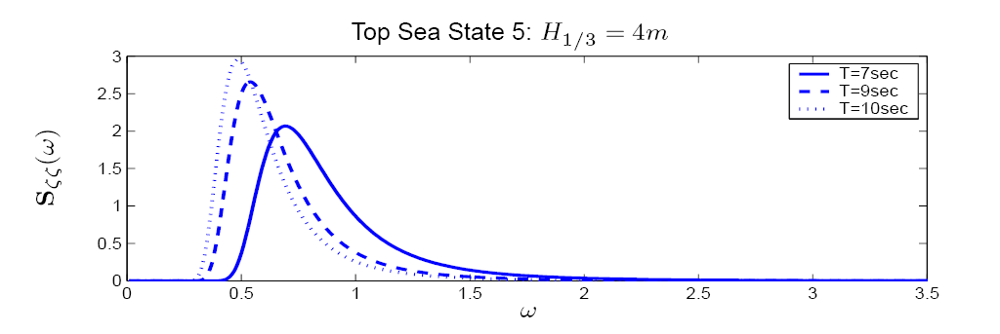 Top Sea State 5: H1/3 = 4m
Sζζ(ω)
3
2.5
2
1.5
1
0.5
0
T=7sec
T=9sec
T=10sec
0 0.5 1 1.5 2 2.5 3 3.5
ω